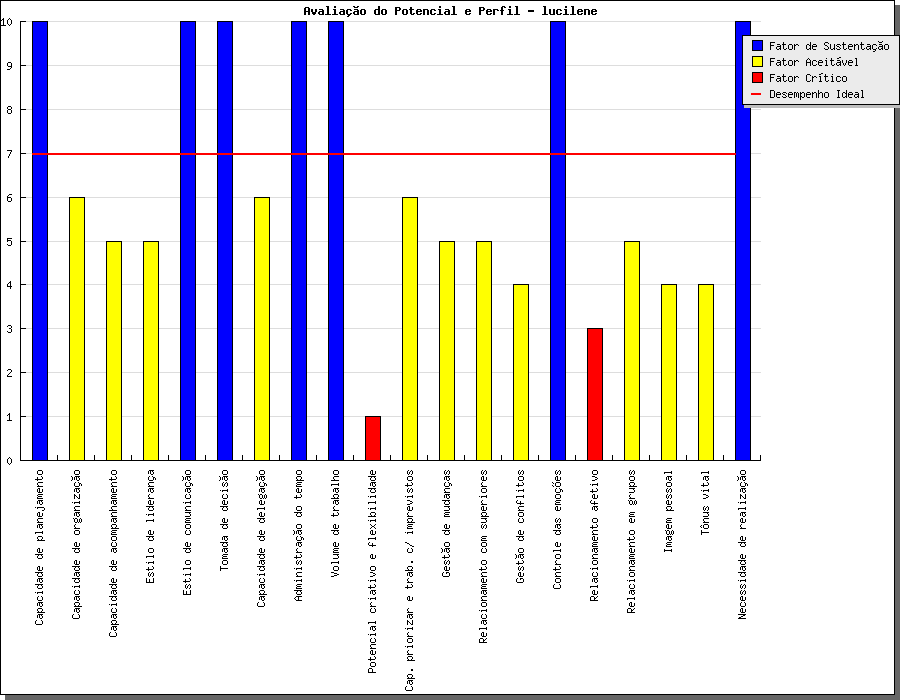 Avaliação do Potencial e Perfil - lucilene
Fator de Sustentação
Fator Aceitável
Fator Crítico
Desempenho Ideal
10
9
8
7
6
5
4
3
2
1
0
Capacidade de planejamento
Capacidade de organização
Capacidade de acompanhamento
Estilo de liderança
Estilo de comunicação
Tomada de decisão
Capacidade de delegação
Administração do tempo
Volume de trabalho
Potencial criativo e flexibilidade
Cap. priorizar e trab. c/ imprevistos
Gestão de mudanças
Relacionamento com superiores
Gestão de conflitos
Controle das emoções
Relacionamento afetivo
Relacionamento em grupos
Imagem pessoal
Tônus vital
Necessidade de realização